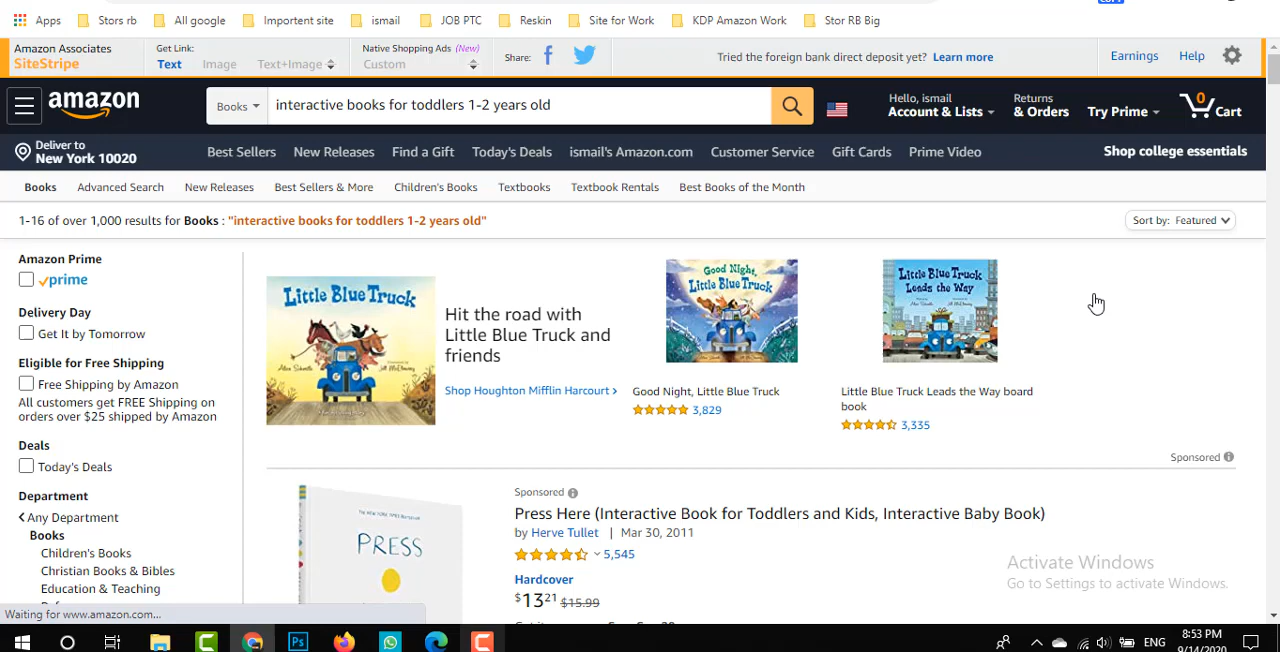 Apps Stors rb All google Importent site ismail JOB PTC Reskin Site for Work KDP Amazon Work Stor RB Big
Amazon Associates
SiteStripe
Get Link:
Text Image Text+Image
Native Shopping Ads (New)
Custom
Share:
Tried the foreign bank direct deposit yet? Learn more
Earnings Help
amazon
Books
interactive books for toddlers 1-2 years old
Hello, ismail
Account & Lists
Returns
& Orders
Try Prime
0
Cart
Deliver to
New York 10020
Best Sellers New Releases Find a Gift Today's Deals ismail's Amazon.com Customer Service Gift Cards Prime Video
Shop college essentials
Books Advanced Search New Releases Best Sellers & More Children's Books Textbooks Textbook Rentals Best Books of the Month
1-16 of over 1,000 results for Books : "interactive books for toddlers 1-2 years old"
Sort by: Featured
Amazon Prime
prime
Delivery Day
Get It by Tomorrow
Eligible for Free Shipping
Free Shipping by Amazon
All customers get FREE Shipping on
orders over $25 shipped by Amazon
Deals
Today's Deals
Department
Any Department
Books
Children's Books
Christian Books & Bibles
Education & Teaching
Little Blue Truck
Hit the road with
Little Blue Truck and
friends
Shop Houghton Mifflin Harcourt
Good Night,
Little Blue Truck
Good Night, Little Blue Truck
3,829
Little Blue Truck
Leads the Way
Little Blue Truck Leads the Way board
book
3,335
Sponsored
PRESS
Sponsored
Press Here (Interactive Book for Toddlers and Kids, Interactive Baby Book)
by Herve Tullet | Mar 30, 2011
5,545
Hardcover
$13 21 $15.99
Activate Windows
Go to Settings to activate Windows.
Waiting for www.amazon.com...
Ps
ENG
8:53 PM
9/14/2020